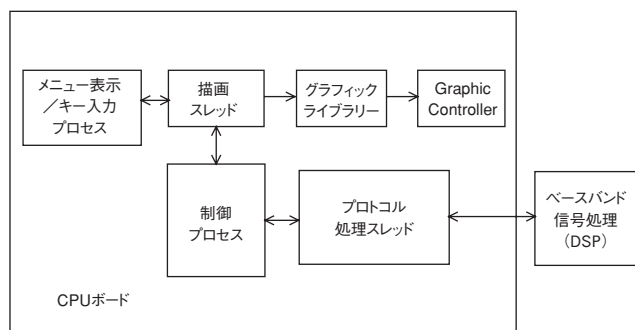 メニュー表示
／キー入力
プロセス
描画
スレッド
グラフィック
ライブラリー
Graphic
Controller
制御
プロセス
プロトコル
処理スレッド
ベースバンド
信号処理
（DSP）
CPUボード